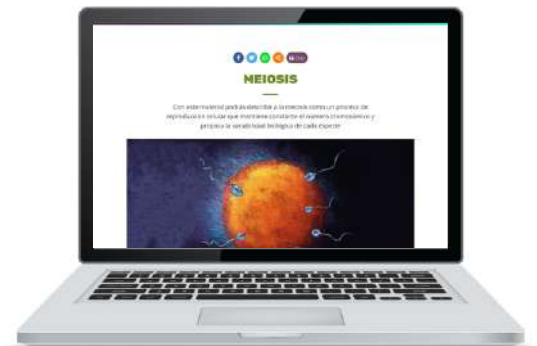 MEIOSIS
Con este material podrás describir a la meiosis como un proceso de
reproducción celular que mantiene constante el número cromosómico y
propicia la variabilidad biológica de cada especie